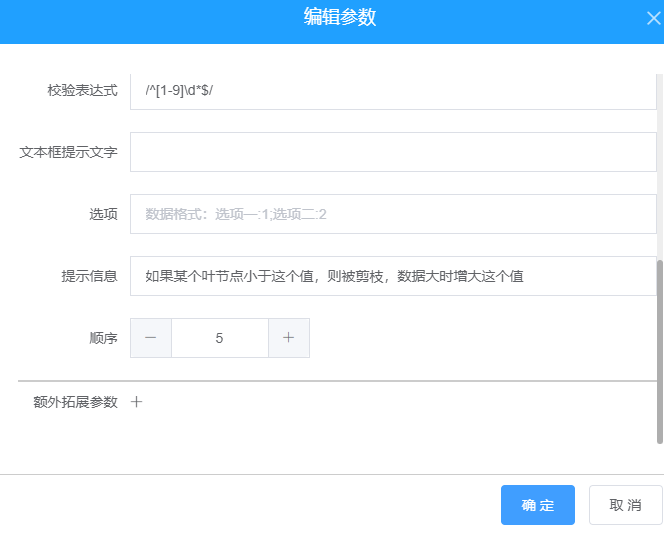 编辑参数
校验表达式
/^[1-9]\d*$/
文本框提示文字
选项
数据格式：选项一:1;选项二:2
提示信息
如果某个叶节点小于这个值，则被剪枝，数据大时增大这个值
顺序
5
额外拓展参数
确 定
取 消